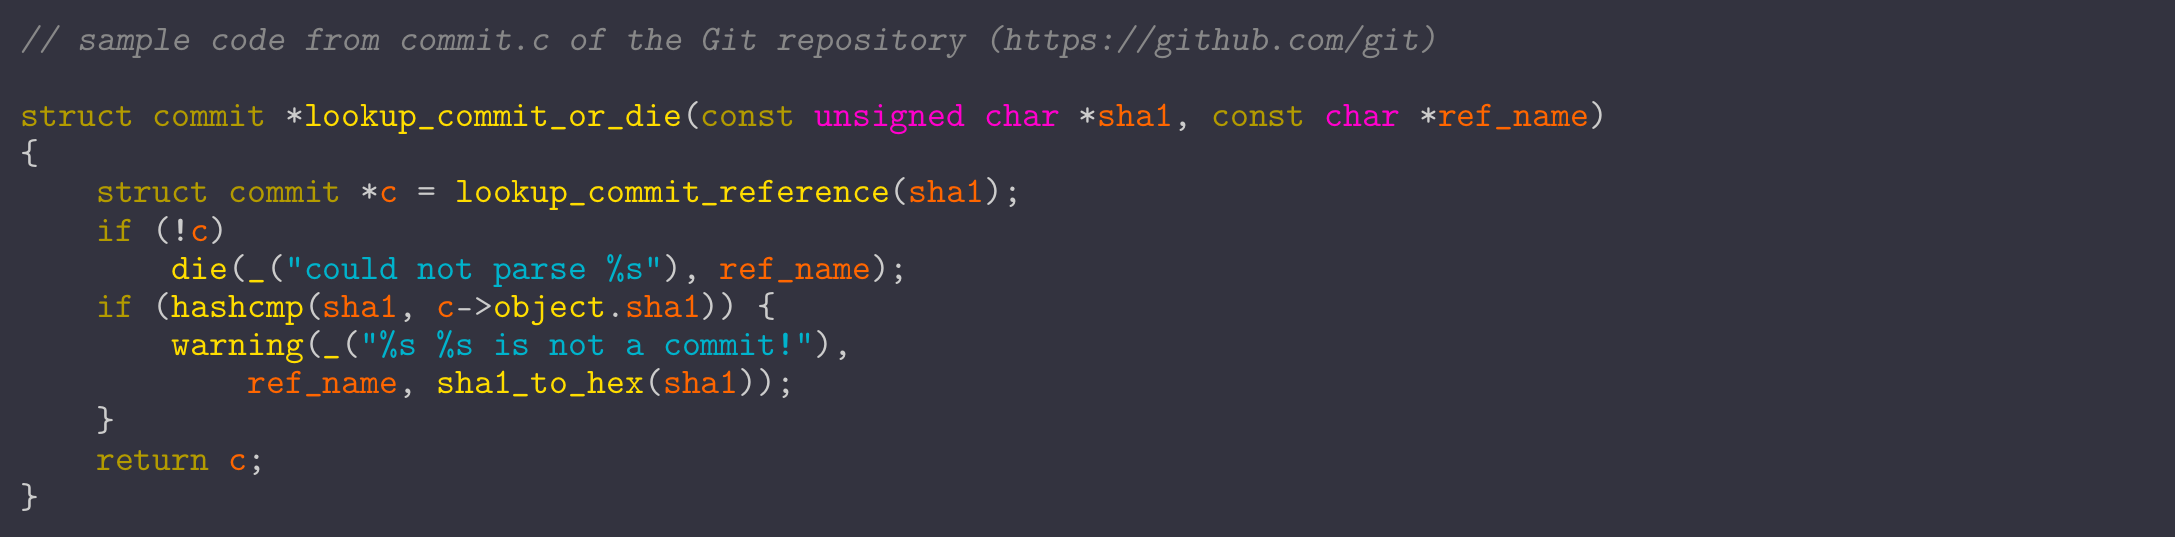 // sample code from commit.c of the Git repository (https://github.com/git)

struct commit *lookup_commit_or_die(const unsigned char *sha1, const char *ref_name)
{
    struct commit *c = lookup_commit_reference(sha1);
    if (!c)
        die(_("could not parse %s"), ref_name);
    if (hashcmp(sha1, c->object.sha1)) {
        warning(_("%s %s is not a commit!"),
            ref_name, sha1_to_hex(sha1));
    }
    return c;
}